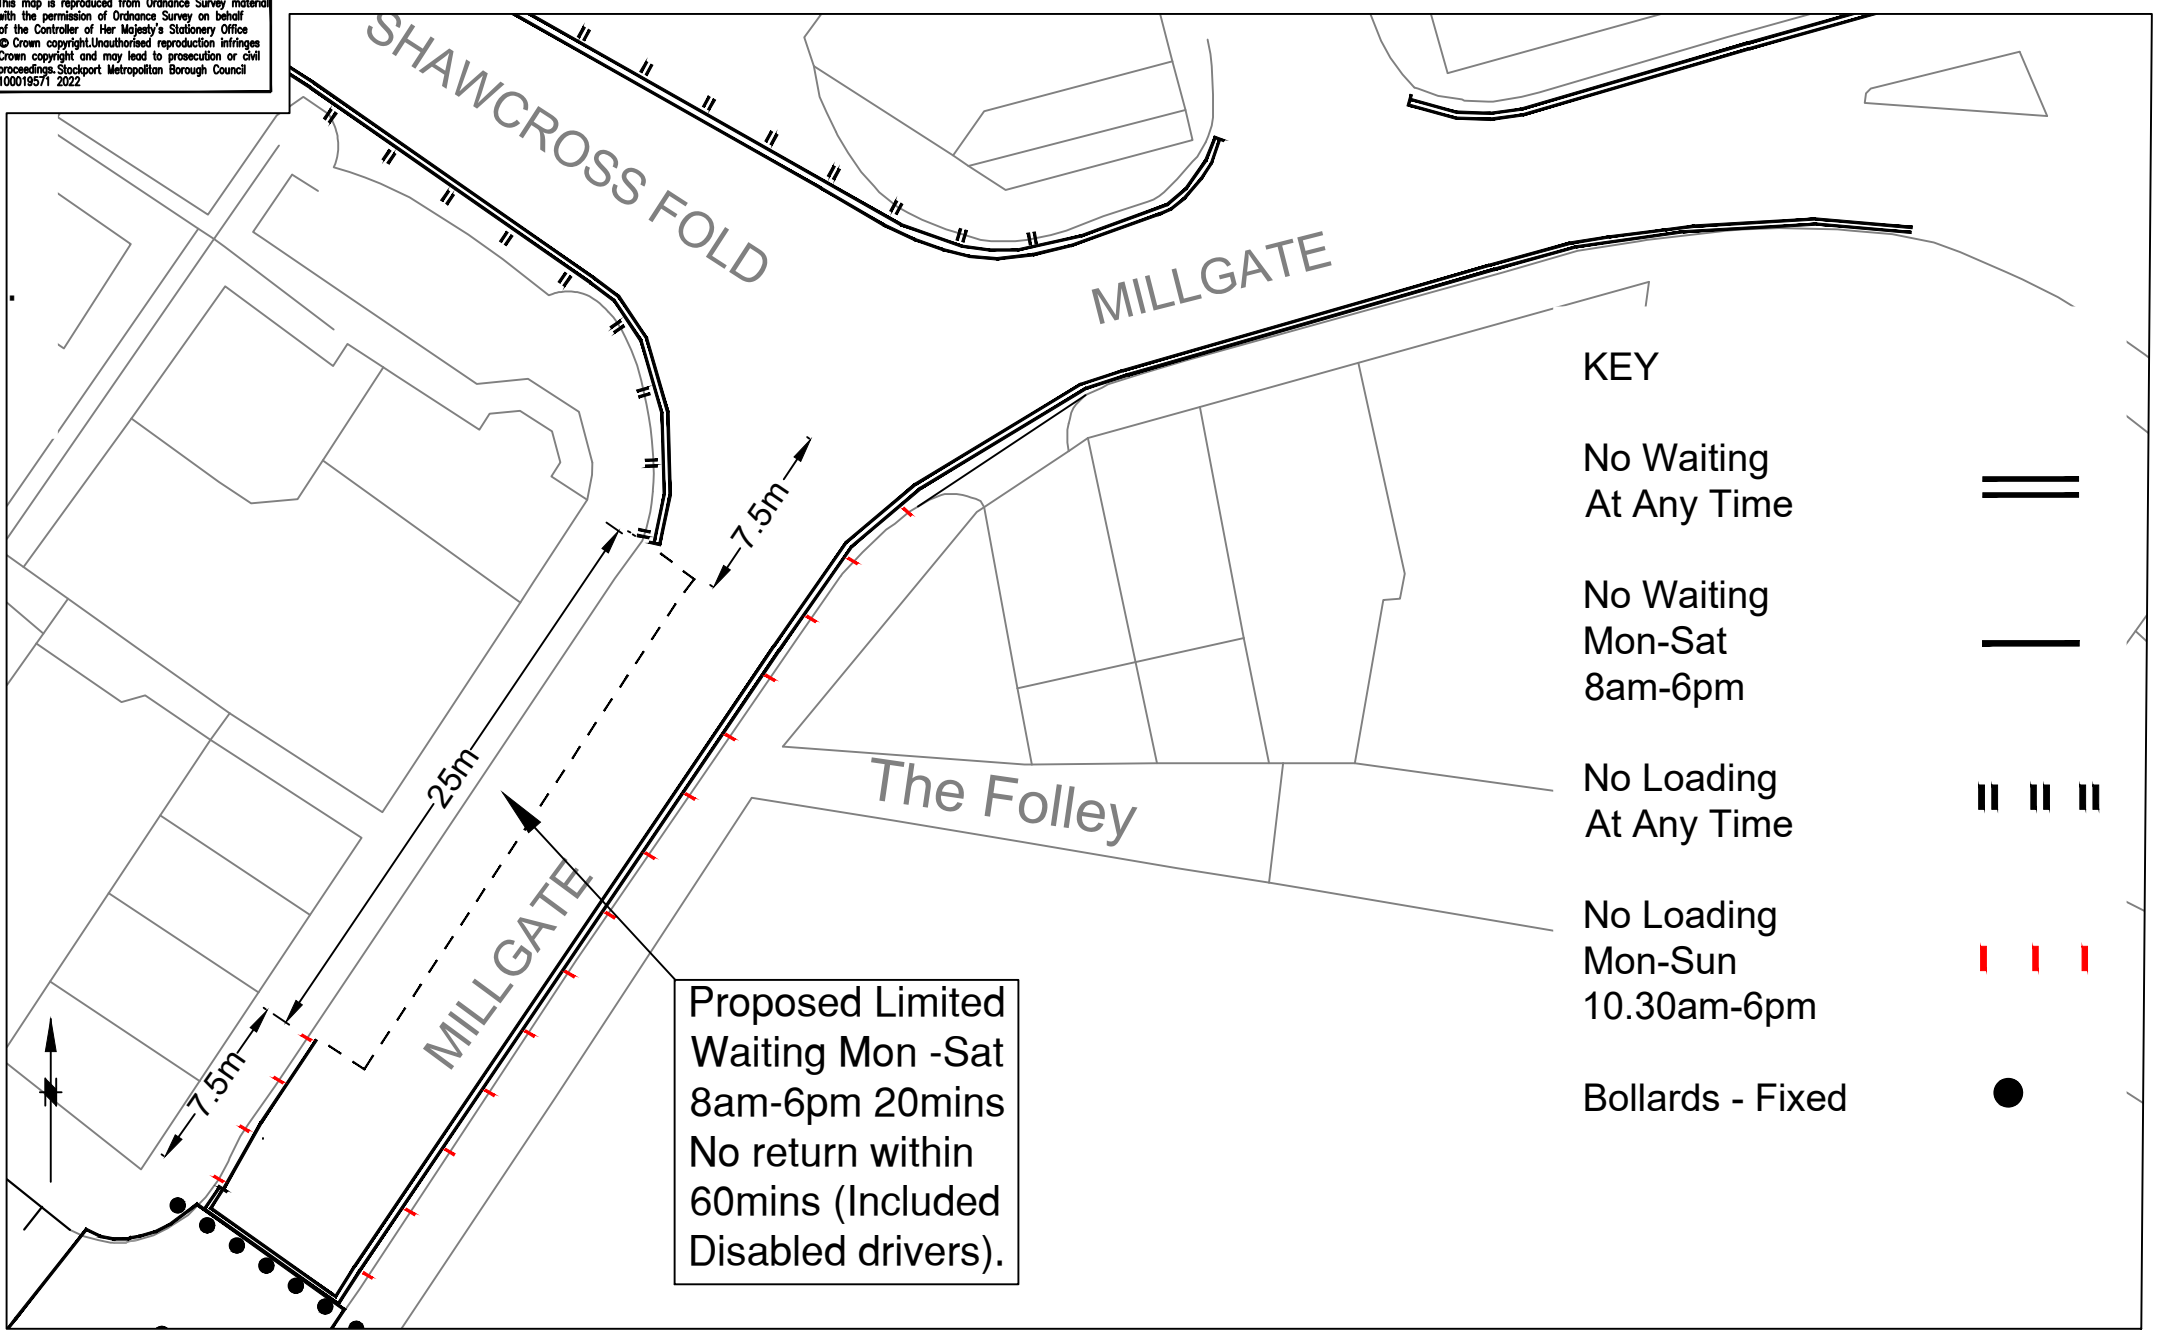 This map is reproduced from Ordnance Survey material
with the permission of Ordnance Survey on behalf
of the Controller of Her Majesty's Stationery Office
© Crown copyright.Unauthorised reproduction infringes
Crown copyright and may lead to prosecution or civil
proceedings. Stockport Metropolitan Borough Council
100019571 2022
SHAWCROSS FOLD
MILLGATE
7.5m
25m
The Folley
MILLGATE
7.5m
Proposed Limited
Waiting Mon -Sat
8am-6pm 20mins
No return within
60mins (Included
Disabled drivers).
KEY
No Waiting
At Any Time
No Waiting
Mon-Sat
8am-6pm
No Loading
At Any Time
No Loading
Mon-Sun
10.30am-6pm
Bollards - Fixed